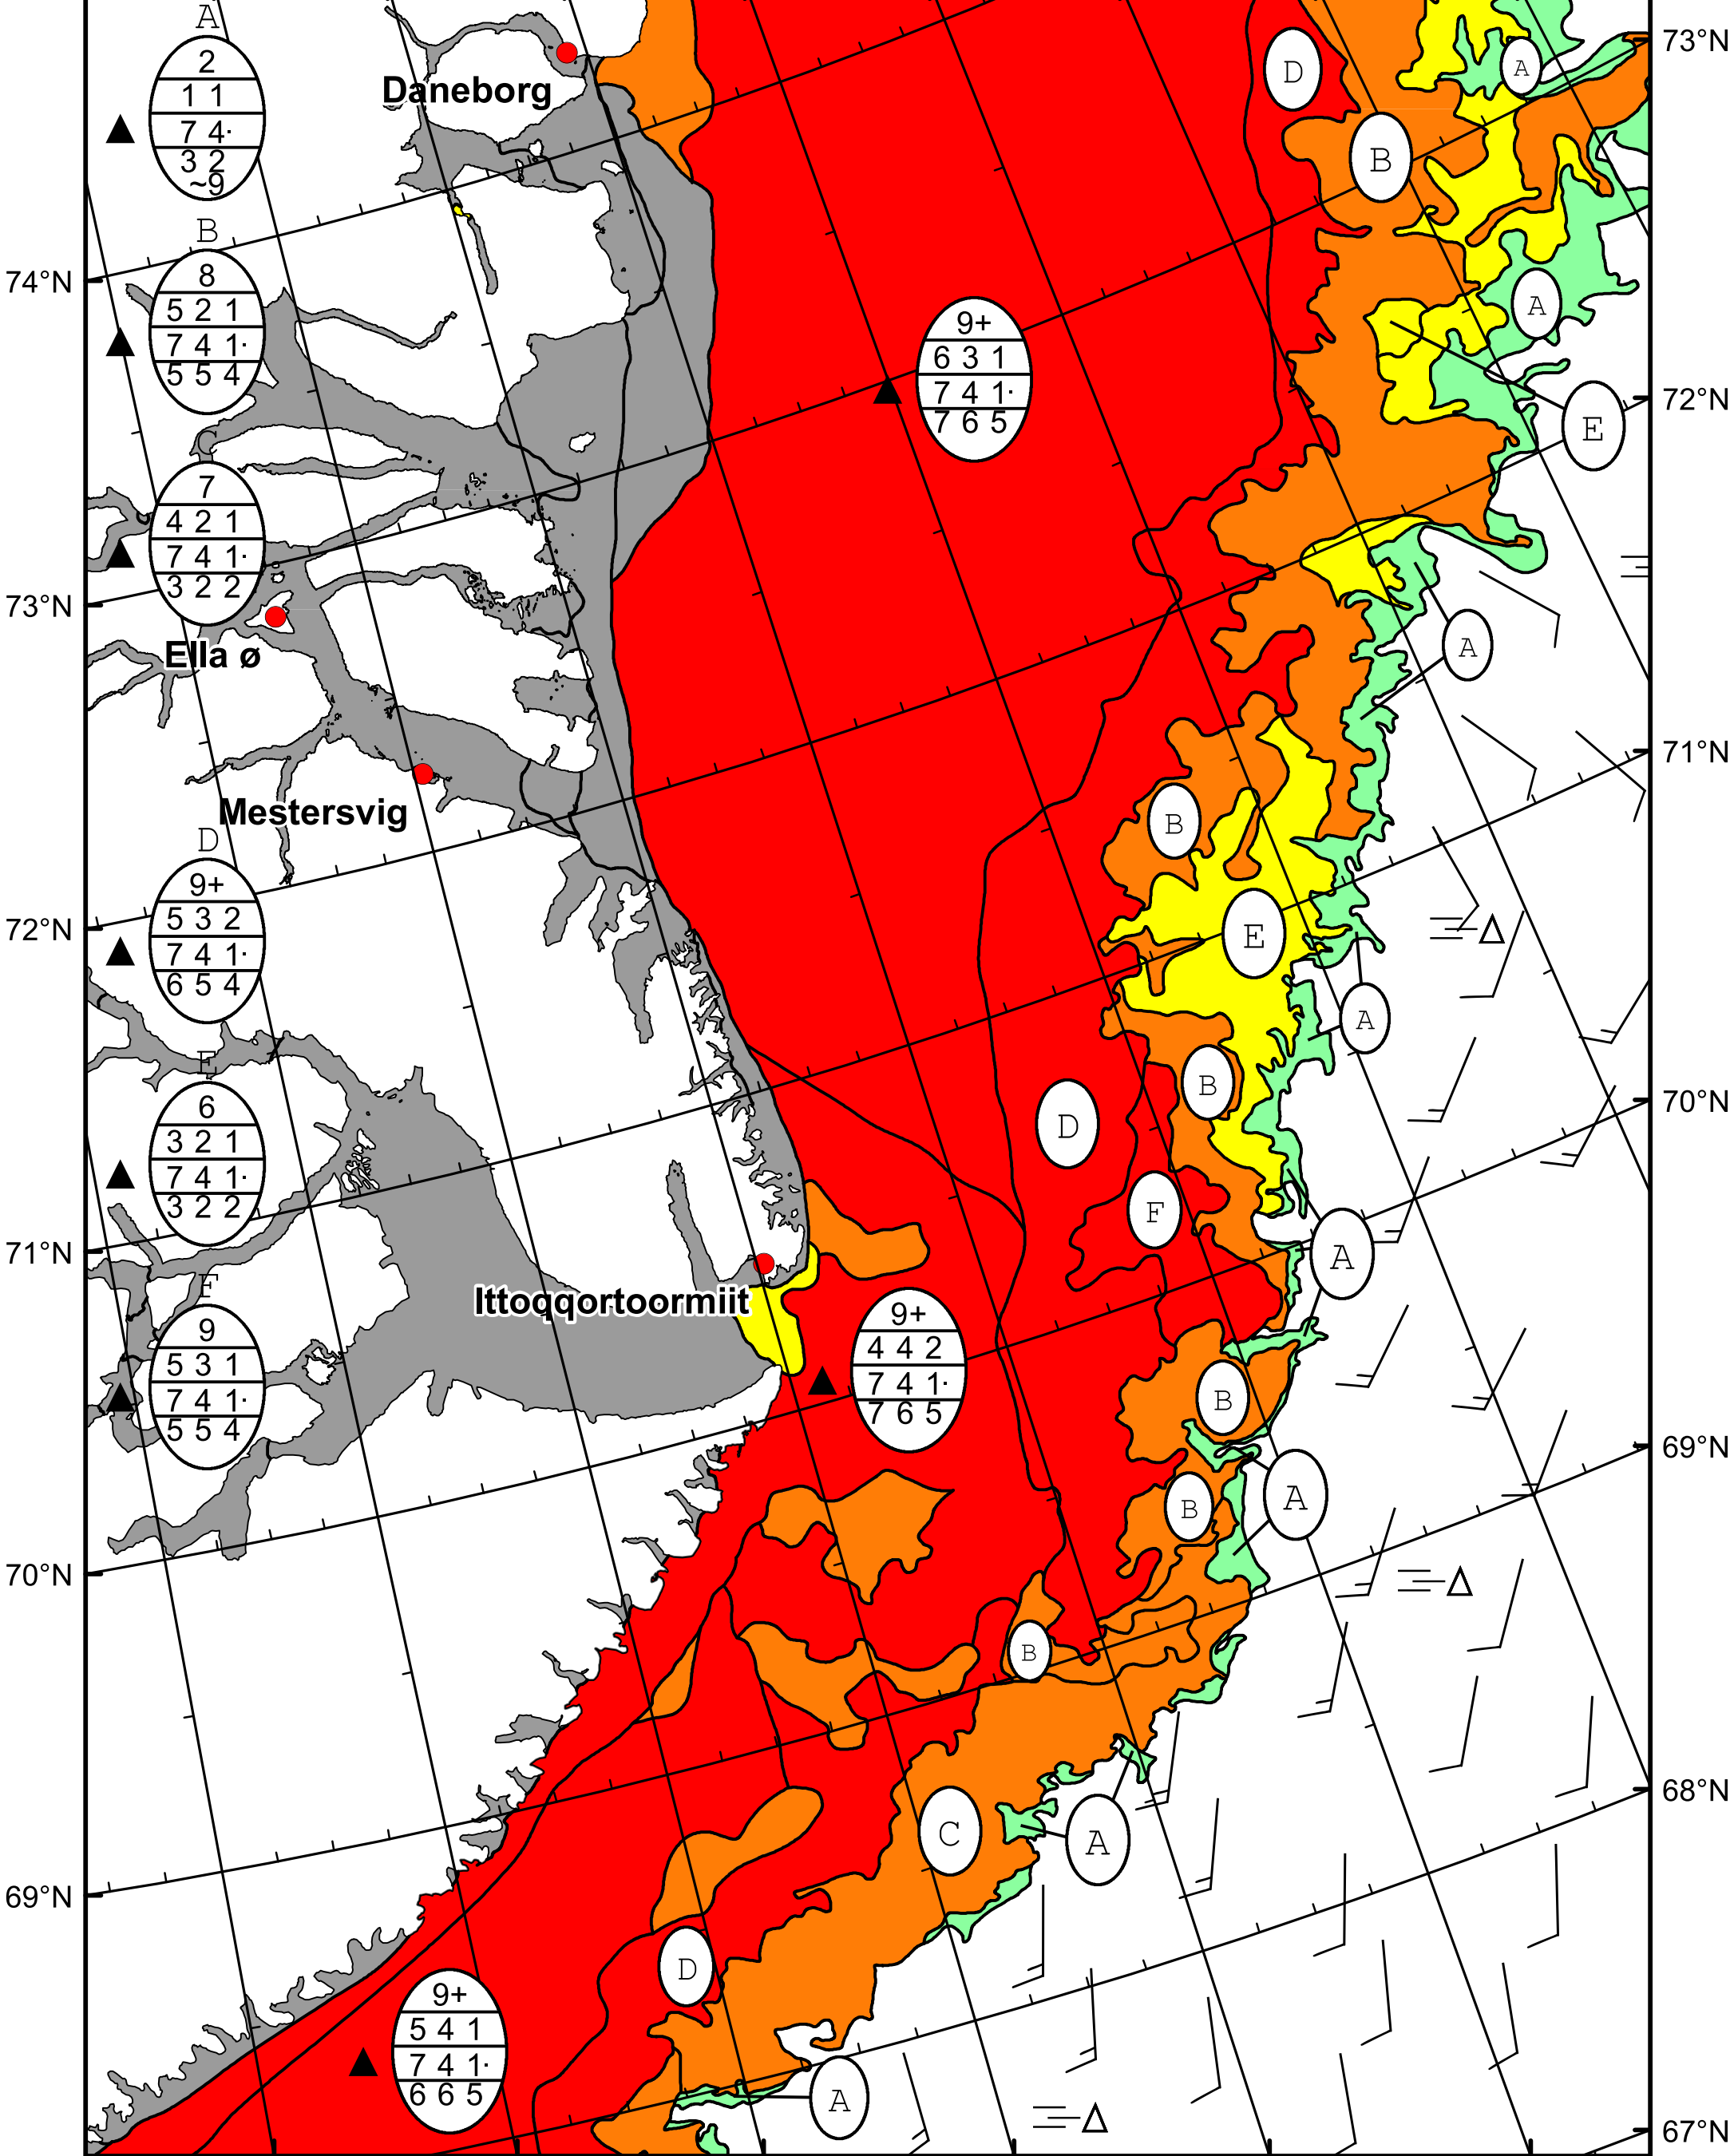 A
2
1 1
7 4·
3 2
~9
B
8
5 2 1
7 4 1·
5 5 4
C
7
4 2 1
7 4 1·
3 2 2
D
9+
5 3 2
7 4 1·
6 5 4
E
6
3 2 1
7 4 1·
3 2 2
F
9
5 3 1
7 4 1·
5 5 4
74°N
73°N
72°N
71°N
70°N
69°N
Daneborg
Ella ø
Mestersvig
Ittoqqortoormiit
9+
6 3 1
7 4 1·
7 6 5
9+
4 4 2
7 4 1·
7 6 5
9+
5 4 1
7 4 1·
6 6 5
D
A
B
A
E
A
B
E
A
B
D
F
A
B
A
B
B
C
A
D
A
73°N
72°N
71°N
70°N
69°N
68°N
67°N